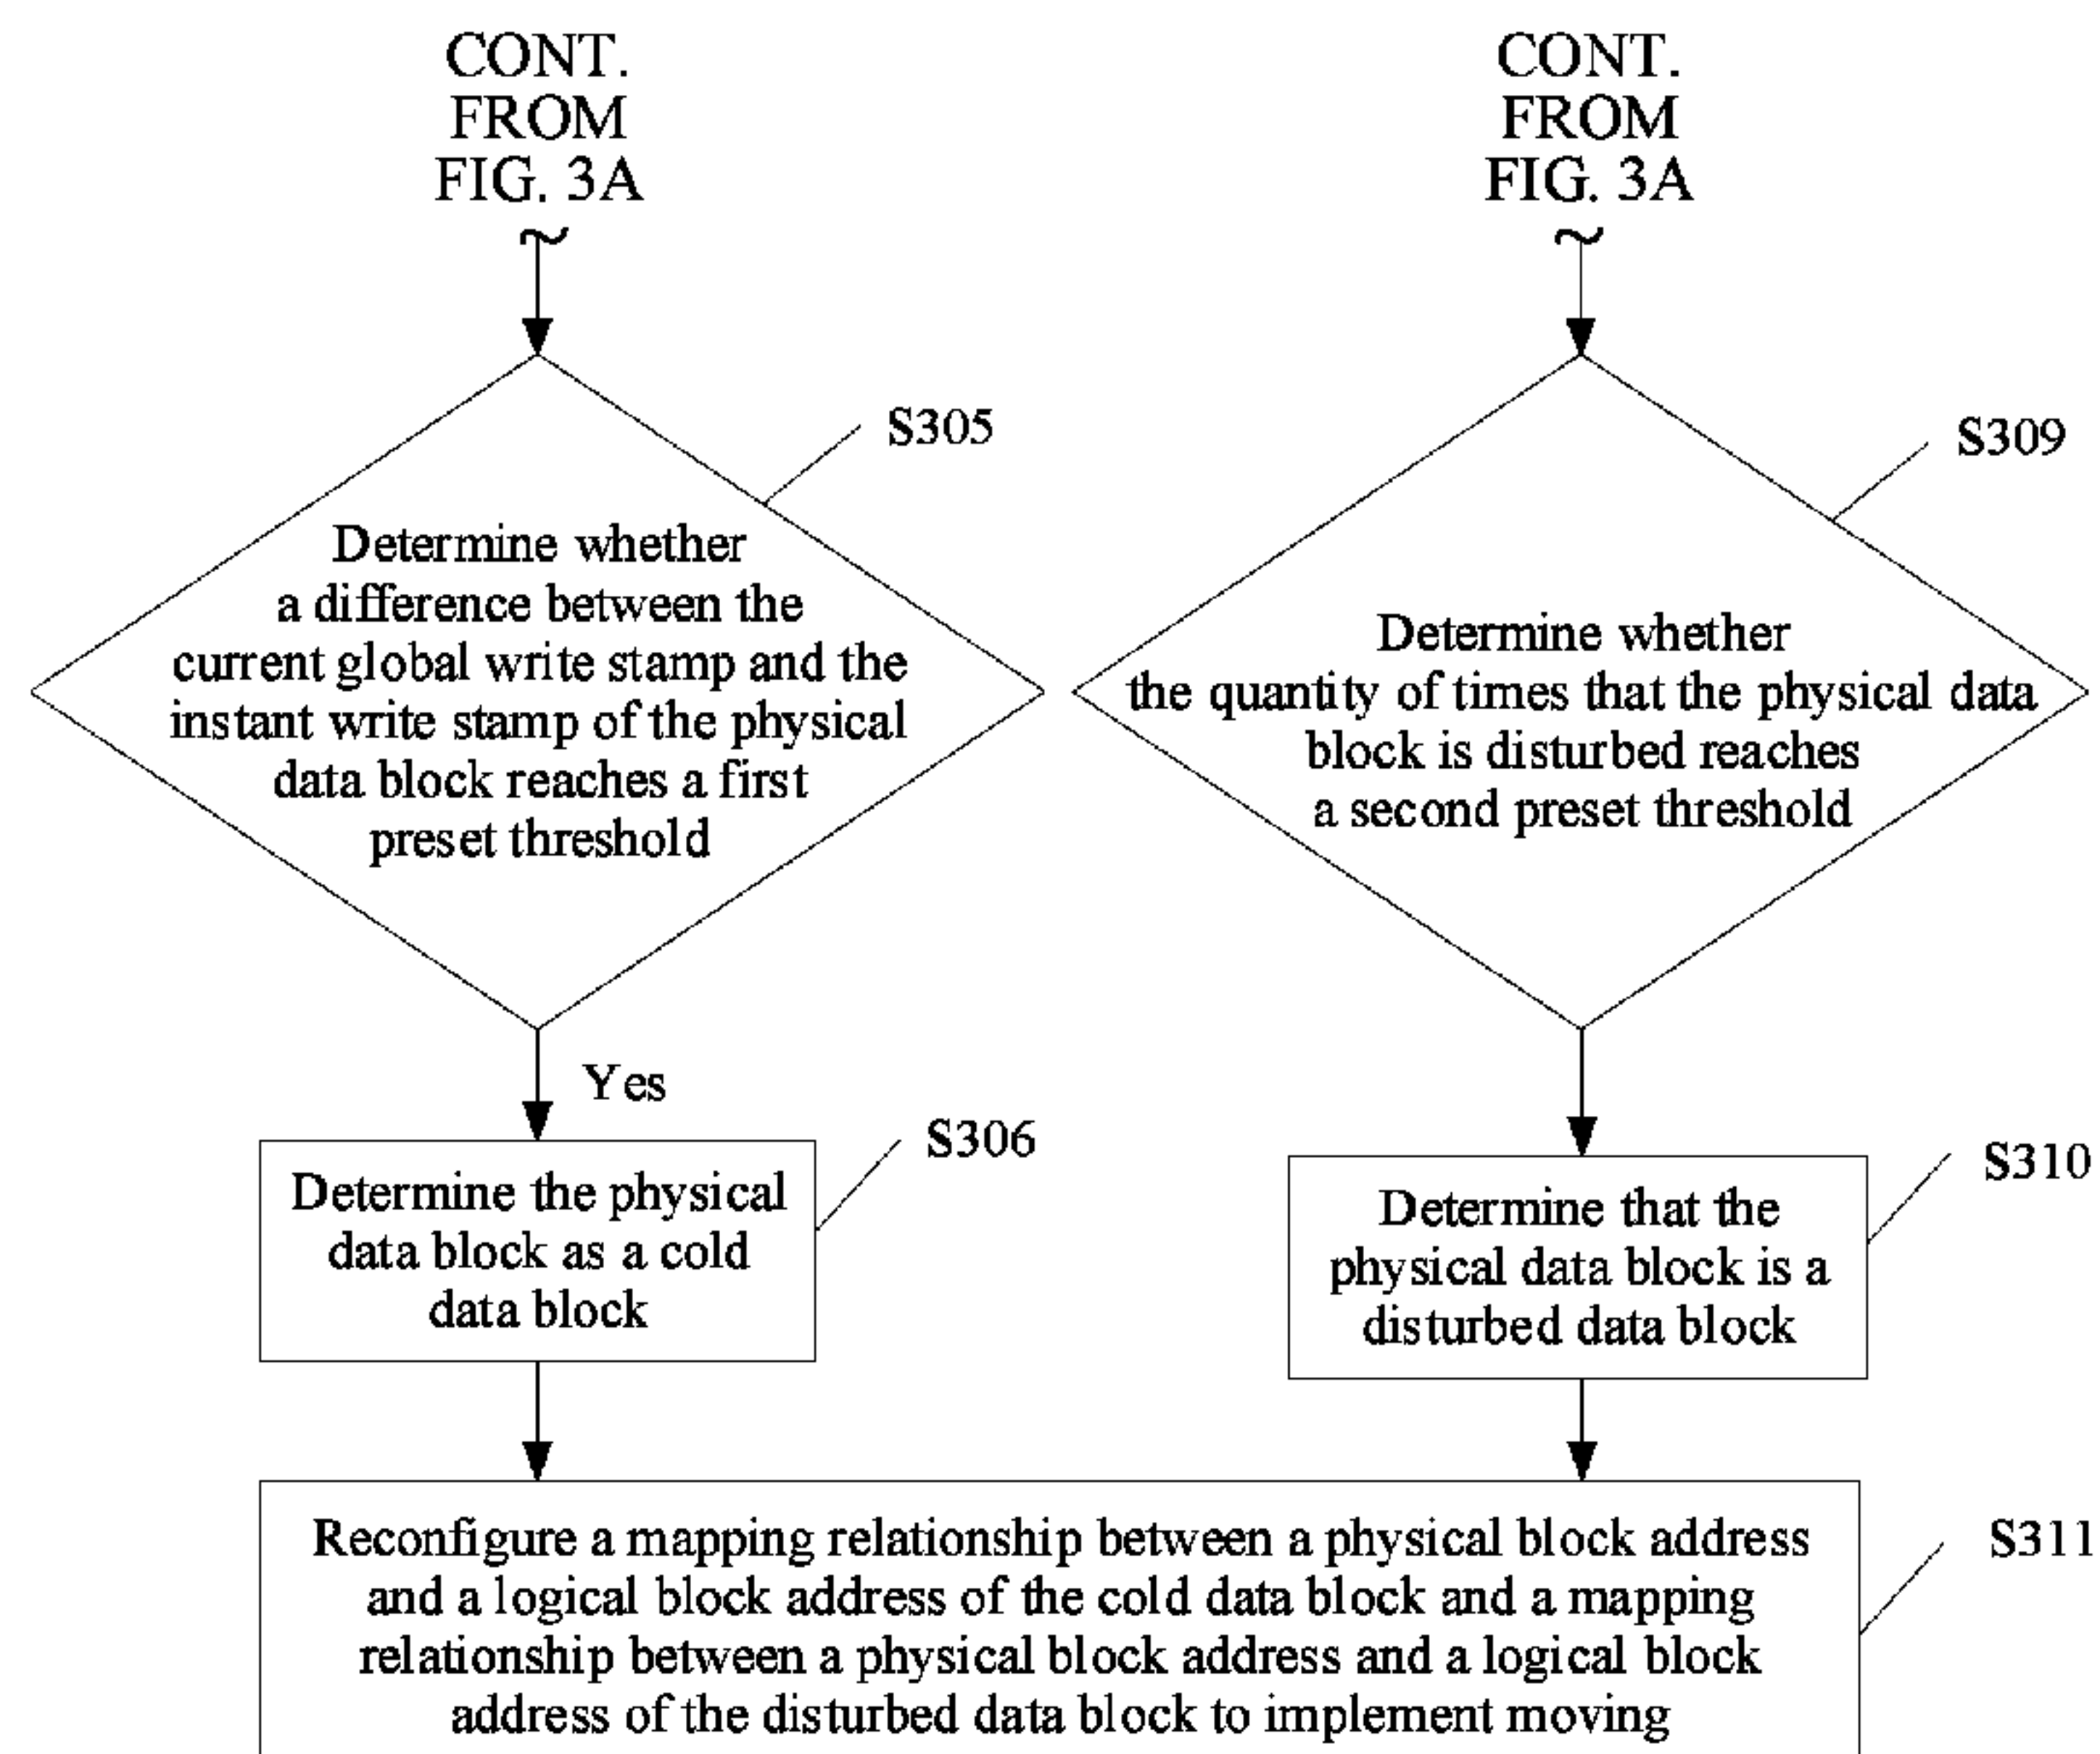 CONT.
FROM
FIG. 3A
CONT.
FROM
FIG. 3A
S305
Determine whether
a difference between the
current global write stamp and the
instant write stamp of the physical
data block reaches a first
preset threshold
S309
Determine whether
the quantity of times that the physical data
block is disturbed reaches
a second preset threshold
Yes
S306
Determine the physical
data block as a cold
data block
S310
Determine that the
physical data block is a
disturbed data block
S311
Reconfigure a mapping relationship between a physical block address
and a logical block address of the cold data block and a mapping
relationship between a physical block address and a logical block
address of the disturbed data block to implement moving